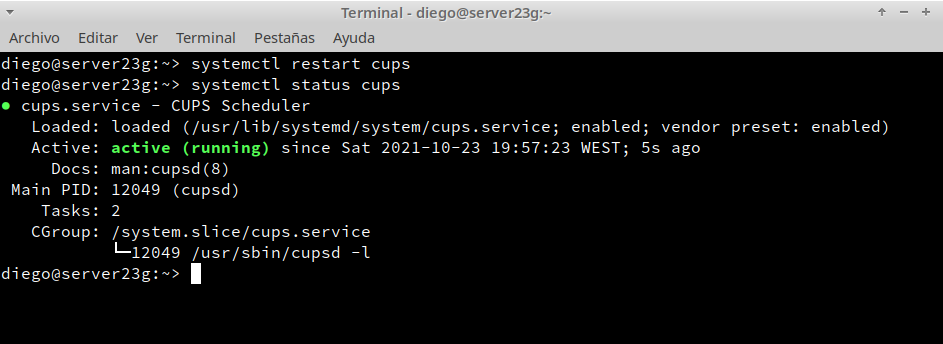 Terminal - diego@server23g:~
Archivo Editar Ver Terminal Pestañas Ayuda
diego@server23g:~> systemctl restart cups
diego@server23g:~> systemctl status cups
● cups.service - CUPS Scheduler
   Loaded: loaded (/usr/lib/systemd/system/cups.service; enabled; vendor preset: enabled)
   Active: active (running) since Sat 2021-10-23 19:57:23 WEST; 5s ago
     Docs: man:cupsd(8)
 Main PID: 12049 (cupsd)
    Tasks: 2
   CGroup: /system.slice/cups.service
           └─12049 /usr/sbin/cupsd -l
diego@server23g:~>